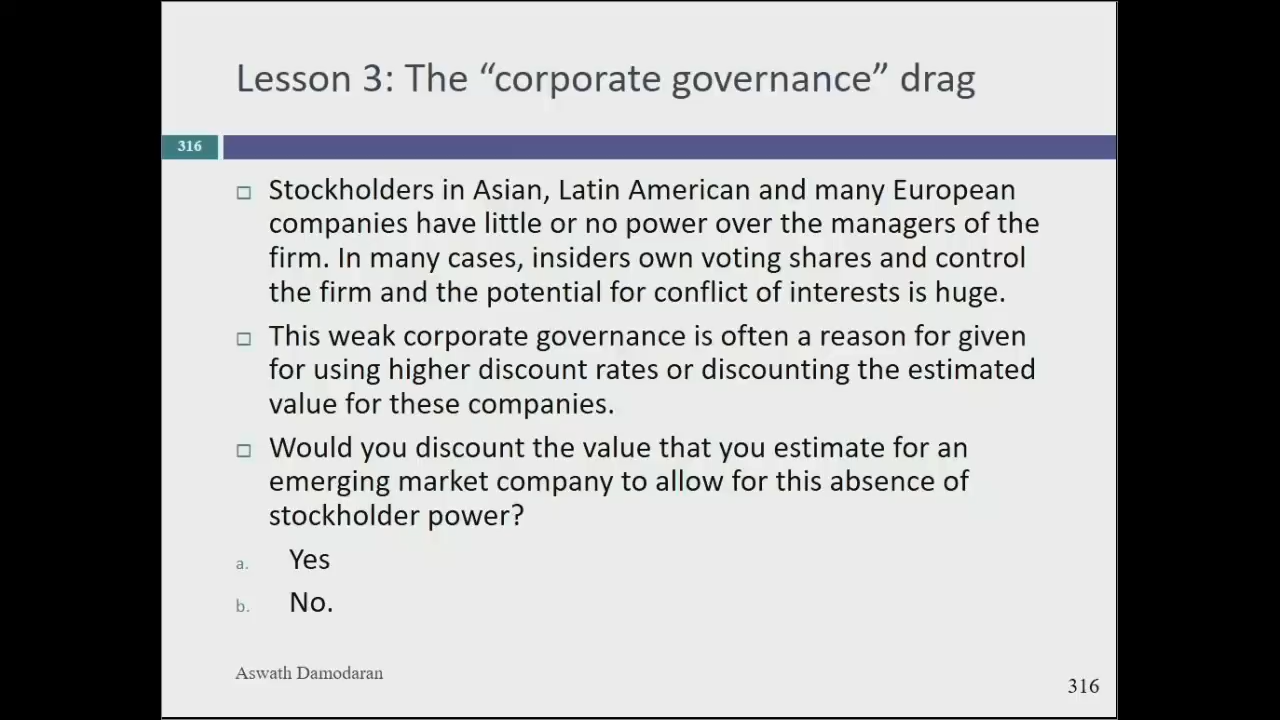 Lesson 3: The “corporate governance” drag
316
□ Stockholders in Asian, Latin American and many European
companies have little or no power over the managers of the
firm. In many cases, insiders own voting shares and control
the firm and the potential for conflict of interests is huge.
□ This weak corporate governance is often a reason for given
for using higher discount rates or discounting the estimated
value for these companies.
□ Would you discount the value that you estimate for an
emerging market company to allow for this absence of
stockholder power?
a. Yes
b. No.
Aswath Damodaran
316